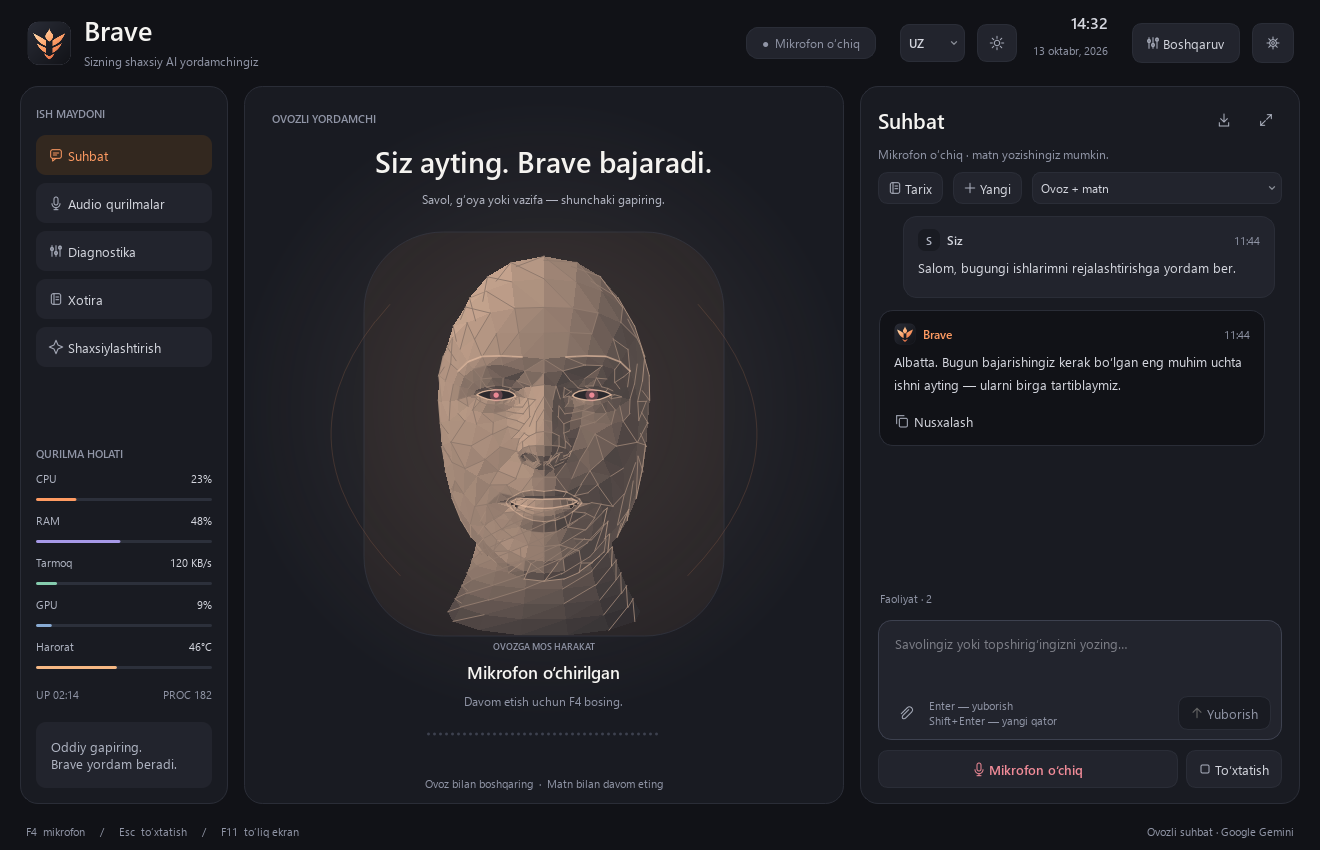 Brave
Sizning shaxsiy AI yordamchingiz
Mikrofon o‘chiq
UZ
14:32
13 oktabr, 2026
Boshqaruv
ISH MAYDONI
Suhbat
Audio qurilmalar
Diagnostika
Xotira
Shaxsiylashtirish
QURILMA HOLATI
CPU 23%
RAM 48%
Tarmoq 120 KB/s
GPU 9%
Harorat 46°C
UP 02:14 PROC 182
Oddiy gapiring.
Brave yordam beradi.
OVOZLI YORDAMCHI
Siz ayting. Brave bajaradi.
Savol, g‘oya yoki vazifa — shunchaki gapiring.
OVOZGA MOS HARAKAT
Mikrofon o‘chirilgan
Davom etish uchun F4 bosing.
Ovoz bilan boshqaring · Matn bilan davom eting
Suhbat
Mikrofon o‘chiq · matn yozishingiz mumkin.
Tarix
Yangi
Ovoz + matn
S Siz 11:44
Salom, bugungi ishlarimni rejalashtirishga yordam ber.
Brave 11:44
Albatta. Bugun bajarishingiz kerak bo‘lgan eng muhim uchta
ishni ayting — ularni birga tartiblaymiz.
Nusxalash
Faoliyat · 2
Savolingiz yoki topshirig‘ingizni yozing...
Enter — yuborish
Shift+Enter — yangi qator
Yuborish
Mikrofon o‘chiq
To‘xtatish
F4 mikrofon / Esc to‘xtatish / F11 to‘liq ekran
Ovozli suhbat · Google Gemini